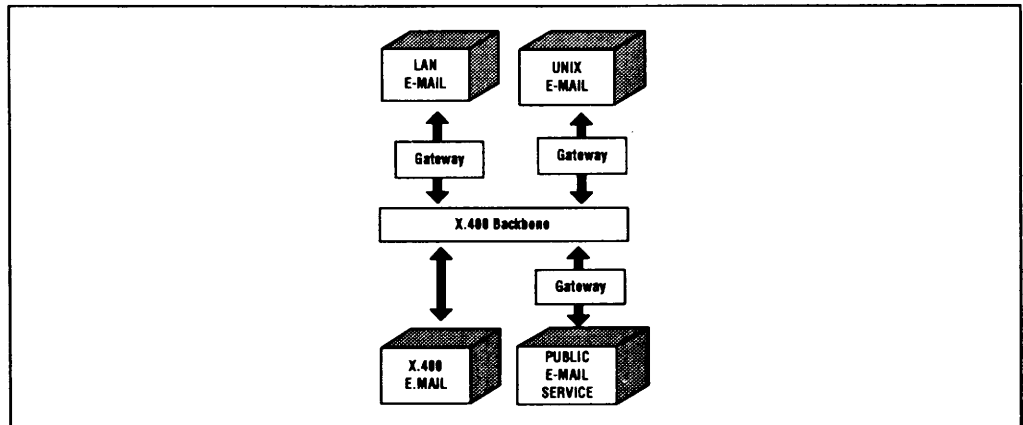 LAN
E-MAIL
UNIX
E-MAIL
Gateway
Gateway
X.400 Backbone
Gateway
X.400
E.MAIL
PUBLIC
E-MAIL
SERVICE